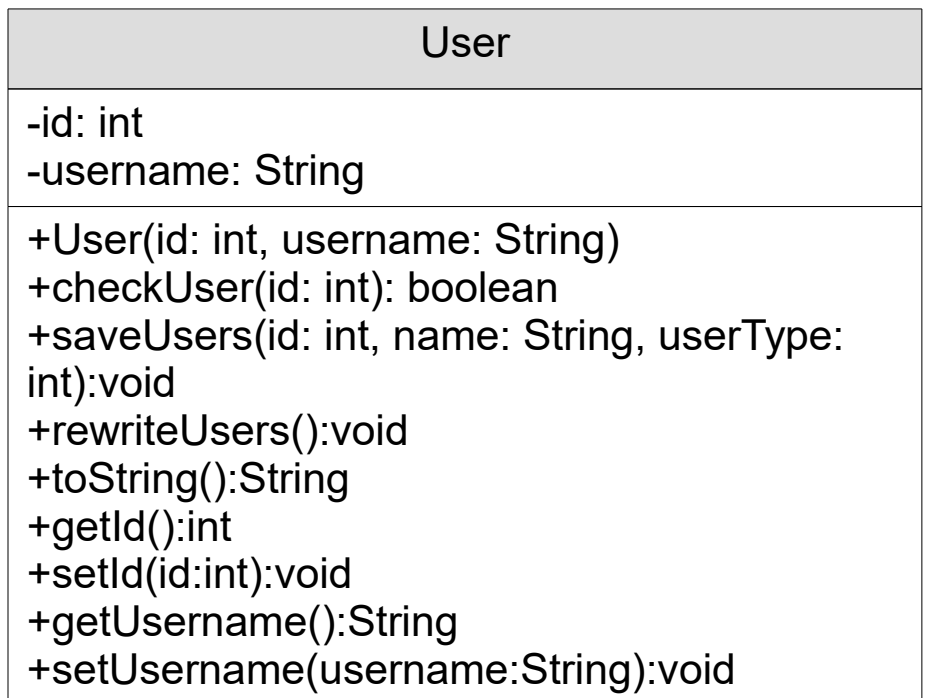 User
-id: int
-username: String
+User(id: int, username: String)
+checkUser(id: int): boolean
+saveUsers(id: int, name: String, userType:
int):void
+rewriteUsers():void
+toString():String
+getId():int
+setId(id:int):void
+getUsername():String
+setUsername(username:String):void